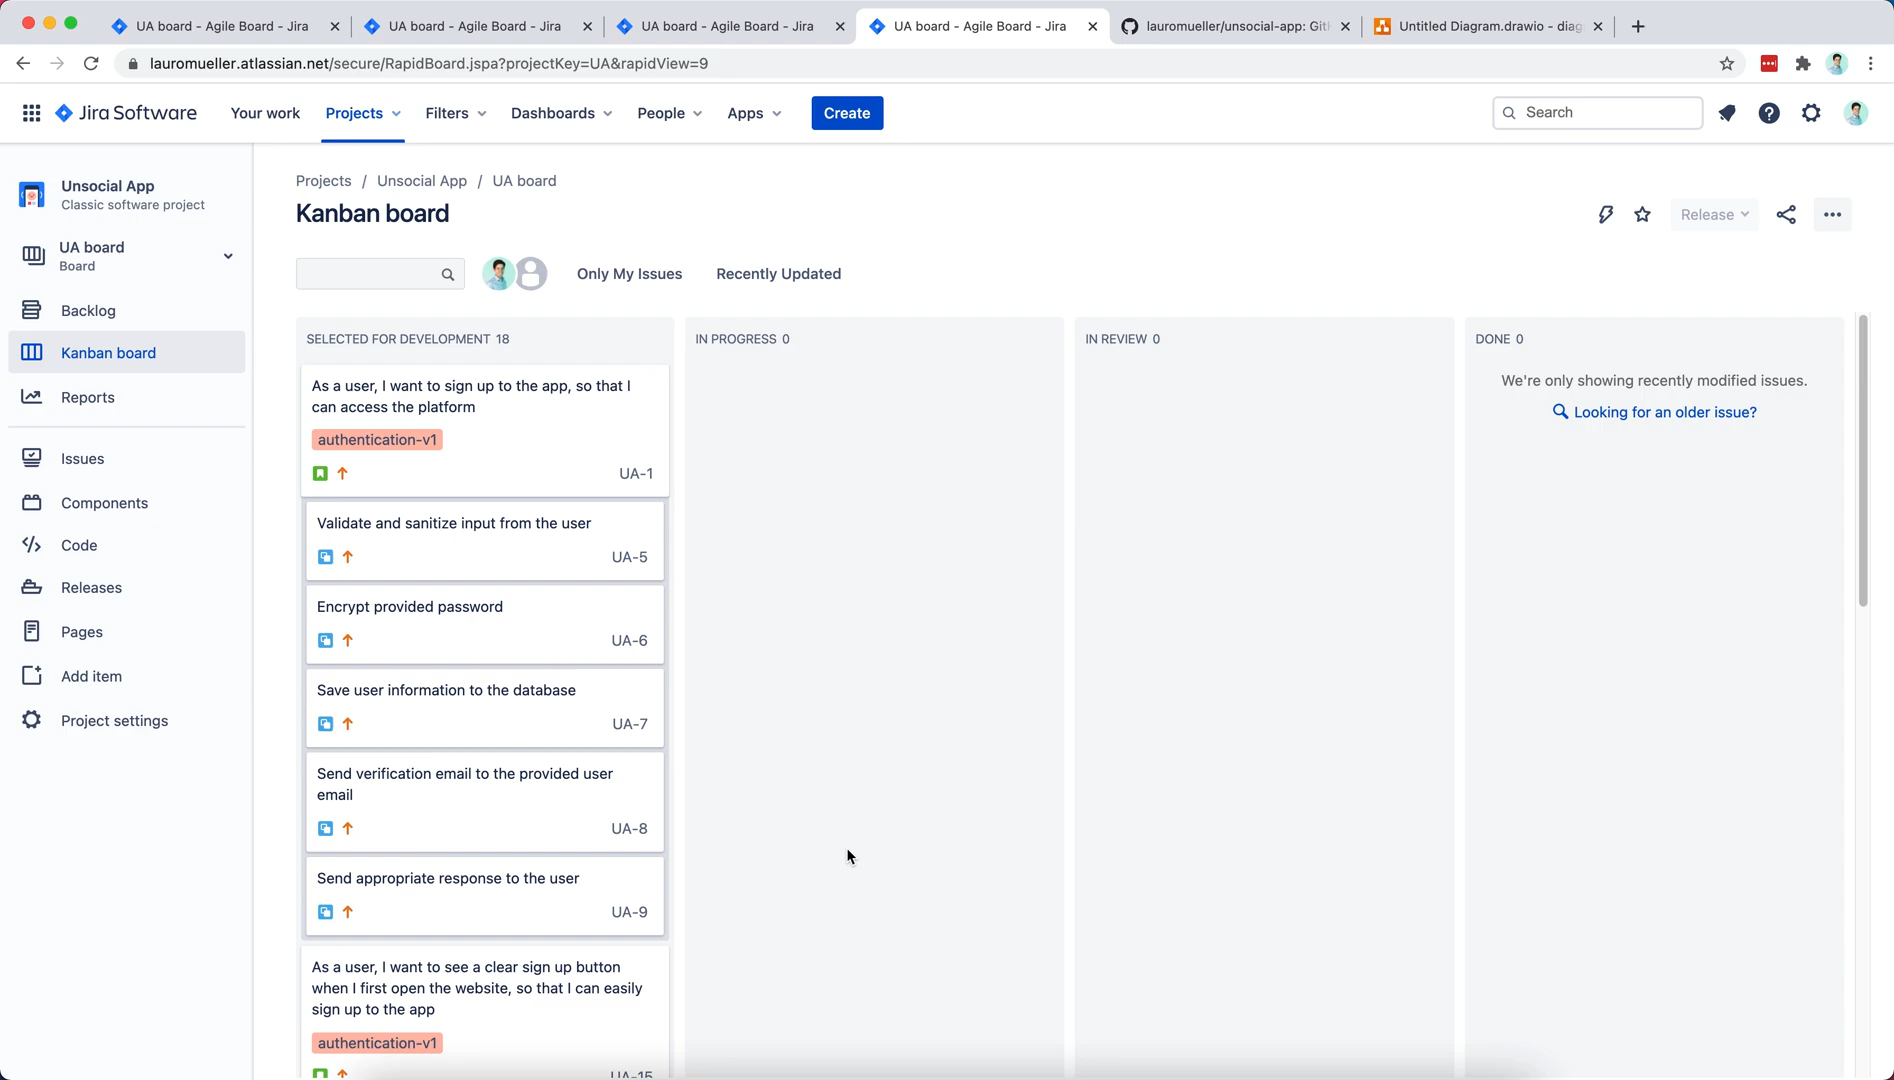 UA board - Agile Board - Jira
UA board - Agile Board - Jira
UA board - Agile Board - Jira
UA board - Agile Board - Jira
lauromueller/unsocial-app: Git
Untitled Diagram.drawio - diag
lauromueller.atlassian.net/secure/RapidBoard.jspa?projectKey=UA&rapidView=9
Jira Software
Your work
Projects
Filters
Dashboards
People
Apps
Create
Search
Unsocial App
Classic software project
UA board
Board
Backlog
Kanban board
Reports
Issues
Components
Code
Releases
Pages
Add item
Project settings
Projects / Unsocial App / UA board
Kanban board
Release
Only My Issues
Recently Updated
SELECTED FOR DEVELOPMENT 18
As a user, I want to sign up to the app, so that I
can access the platform
authentication-v1
UA-1
Validate and sanitize input from the user
UA-5
Encrypt provided password
UA-6
Save user information to the database
UA-7
Send verification email to the provided user
email
UA-8
Send appropriate response to the user
UA-9
As a user, I want to see a clear sign up button
when I first open the website, so that I can easily
sign up to the app
authentication-v1
UA-15
IN PROGRESS 0
IN REVIEW 0
DONE 0
We're only showing recently modified issues.
Looking for an older issue?